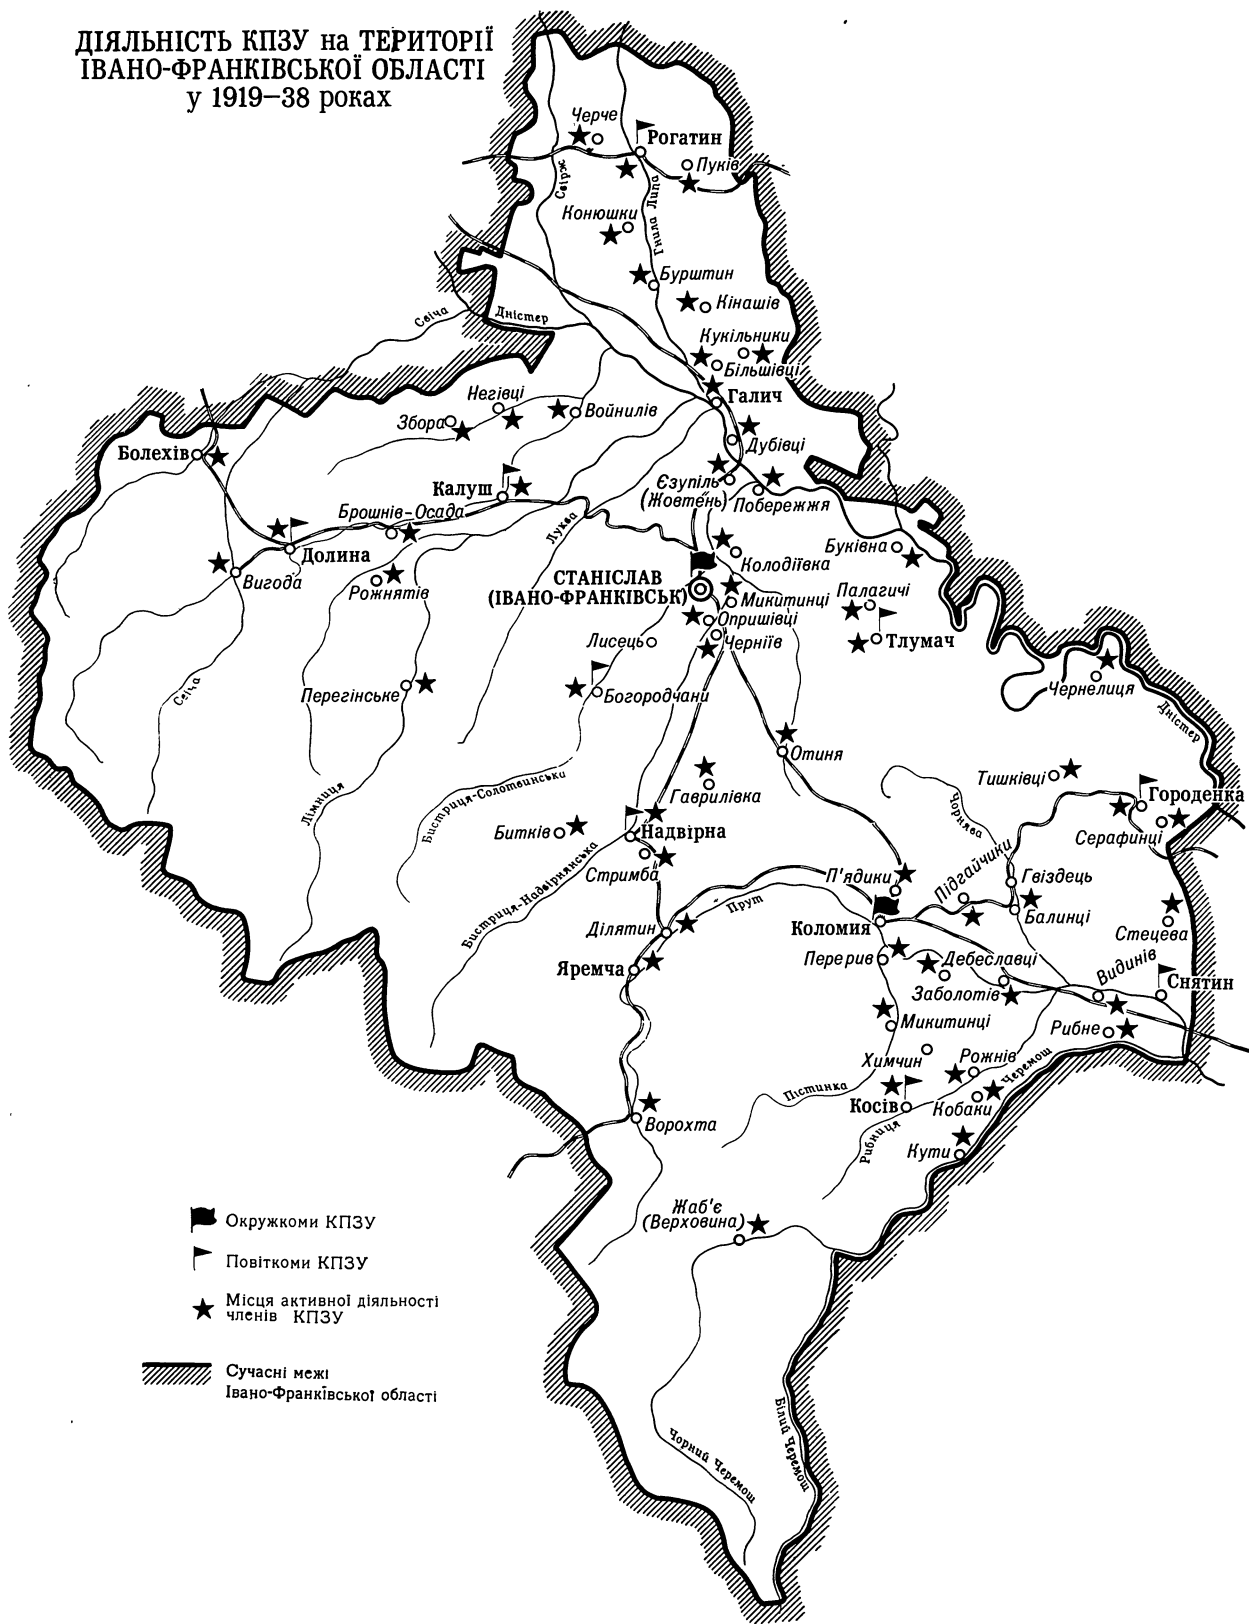 ДІЯЛЬНІСТЬ КПЗУ на ТЕРИТОРІЇ
ІВАНО-ФРАНКІВСЬКОЇ ОБЛАСТІ
у 1919–38 роках
Черче
Рогатин
Пуків
Свірж
Гнила Липа
Конюшки
Бурштин
Кінашів
Свіча
Дністер
Кукільники
Більшівці
Галич
Негівці
Войнилів
Збора
Дубівці
Болехів
Калуш
Єзупіль
(Жовтень)
Побережжя
Брошнів-Осада
Луква
Долина
Буківна
Колодіївка
Вигода
Рожнятів
СТАНІСЛАВ
(ІВАНО-ФРАНКІВСЬК)
Микитинці
Палагичі
Опришівці
Лисець
Черніїв
Тлумач
Свіча
Перегінське
Богородчани
Чернелиця
Дністер
Отиня
Тишківці
Лімниця
Бистриця-Солотвинська
Гаврилівка
Чорнява
Городенка
Битків
Надвірна
Серафинці
Стримба
П'ядики
Підгайчики
Гвіздець
Бистриця-Надвірнянська
Прут
Балинці
Ділятин
Коломия
Стецева
Яремча
Перерив
Дебеславці
Видинів
Снятин
Заболотів
Микитинці
Рибне
Химчин
Рожнів
Черемош
Пістинка
Косів
Кобаки
Ворохта
Рибниця
Кути
Жаб'є
(Верховина)
Окружкоми КПЗУ
Повіткоми КПЗУ
Місця активної діяльності
членів КПЗУ
Сучасні межі
Івано-Франківської області
Чорний Черемош
Білий Черемош